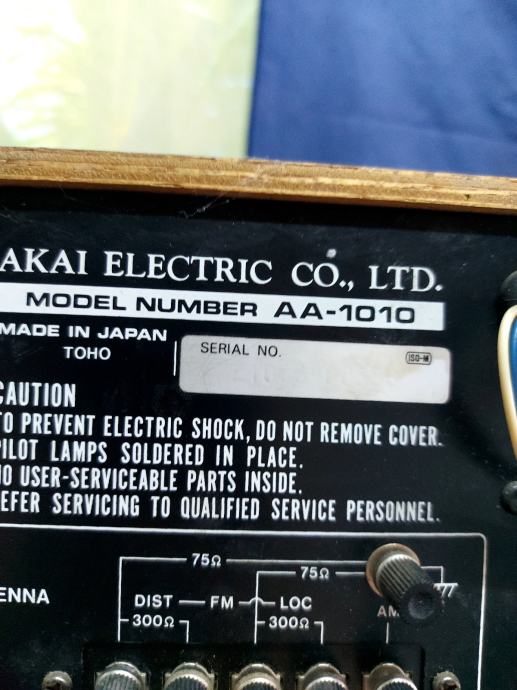 AKAI ELECTRIC CO., LTD.
MODEL NUMBER AA-1010
MADE IN JAPAN
TOHO
SERIAL NO.
ISO-M
CAUTION
TO PREVENT ELECTRIC SHOCK, DO NOT REMOVE COVER.
PILOT LAMPS SOLDERED IN PLACE.
NO USER-SERVICEABLE PARTS INSIDE.
REFER SERVICING TO QUALIFIED SERVICE PERSONNEL.
75Ω
75Ω
ENNA
DIST FM LOC AM
300Ω 300Ω